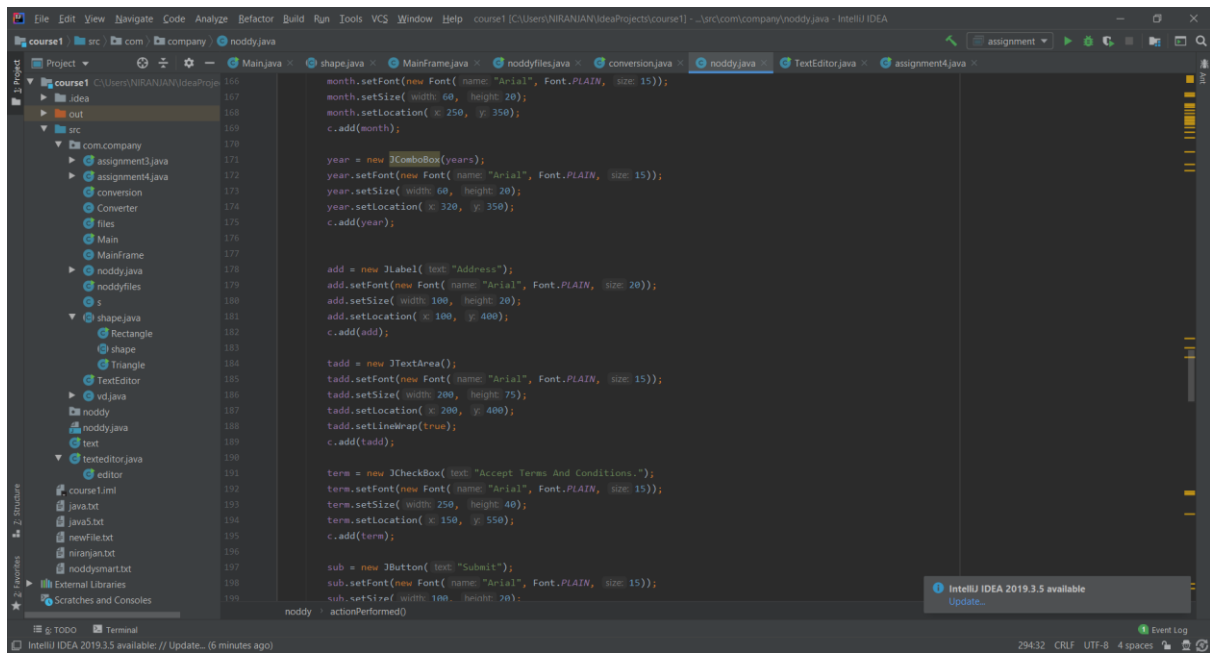 File Edit View Navigate Code Analyze Refactor Build Run Tools VCS Window Help course1 [C:\Users\NIRANJAN\IdeaProjects\course1] - ...\src\com\company\noddy.java - IntelliJ IDEA
course1 src com company noddy.java assignment
Project Main.java shape.java MainFrame.java noddyfiles.java conversion.java noddy.java TextEditor.java assignment4.java
1: Project
Ant
course1 C:\Users\NIRANJAN\IdeaProje
.idea
out
src
com.company
assignment3.java
assignment4.java
conversion
Converter
files
Main
MainFrame
noddy.java
noddyfiles
s
shape.java
Rectangle
shape
Triangle
TextEditor
vd.java
noddy
noddy.java
text
texteditor.java
editor
course1.iml
java.txt
java5.txt
newFile.txt
niranjan.txt
noddysmart.txt
External Libraries
Scratches and Consoles
Z: Structure
2: Favorites
166 month.setFont(new Font( name: "Arial", Font.PLAIN, size: 15));
167 month.setSize( width: 60, height: 20);
168 month.setLocation( x: 250, y: 350);
169 c.add(month);
170
171 year = new JComboBox(years);
172 year.setFont(new Font( name: "Arial", Font.PLAIN, size: 15));
173 year.setSize( width: 60, height: 20);
174 year.setLocation( x: 320, y: 350);
175 c.add(year);
176
177
178 add = new JLabel( text: "Address");
179 add.setFont(new Font( name: "Arial", Font.PLAIN, size: 20));
180 add.setSize( width: 100, height: 20);
181 add.setLocation( x: 100, y: 400);
182 c.add(add);
183
184 tadd = new JTextArea();
185 tadd.setFont(new Font( name: "Arial", Font.PLAIN, size: 15));
186 tadd.setSize( width: 200, height: 75);
187 tadd.setLocation( x: 200, y: 400);
188 tadd.setLineWrap(true);
189 c.add(tadd);
190
191 term = new JCheckBox( text: "Accept Terms And Conditions.");
192 term.setFont(new Font( name: "Arial", Font.PLAIN, size: 15));
193 term.setSize( width: 250, height: 40);
194 term.setLocation( x: 150, y: 550);
195 c.add(term);
196
197 sub = new JButton( text: "Submit");
198 sub.setFont(new Font( name: "Arial", Font.PLAIN, size: 15));
199 sub.setSize( width: 100, height: 20);
noddy actionPerformed()
IntelliJ IDEA 2019.3.5 available
Update...
6: TODO Terminal 1 Event Log
IntelliJ IDEA 2019.3.5 available: // Update... (6 minutes ago) 294:32 CRLF UTF-8 4 spaces